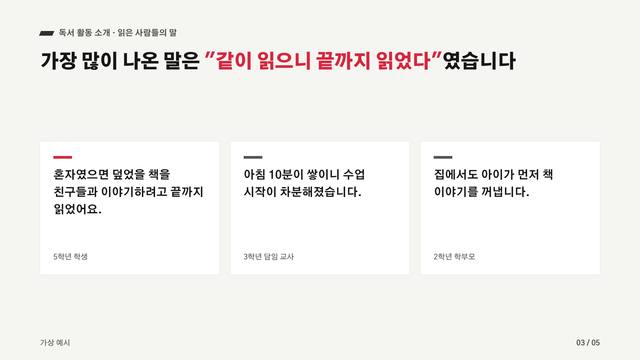 독서 활동 소개 · 읽은 사람들의 말
가장 많이 나온 말은 "같이 읽으니 끝까지 읽었다"였습니다
혼자였으면 덮었을 책을
친구들과 이야기하려고 끝까지
읽었어요.
5학년 학생
아침 10분이 쌓이니 수업
시작이 차분해졌습니다.
3학년 담임 교사
집에서도 아이가 먼저 책
이야기를 꺼냅니다.
2학년 학부모
가상 예시
03 / 05